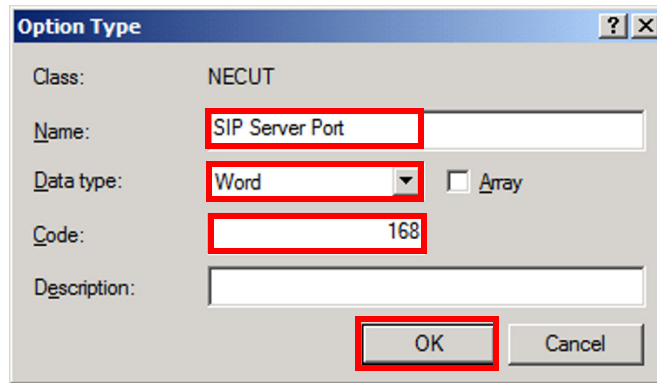 Option Type
? X
Class: NECUT
Name: SIP Server Port
Data type: Word Array
Code: 168
Description:
OK Cancel